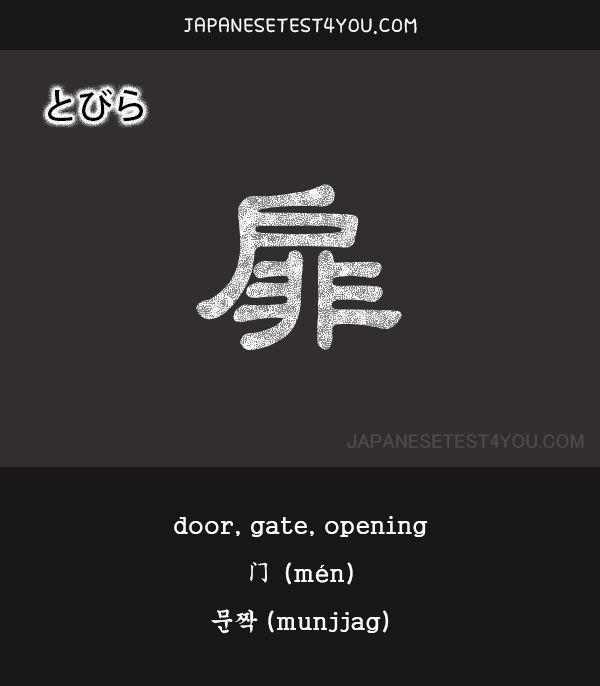 JAPANESETEST4YOU.COM
とびら
扉
JAPANESETEST4YOU.COM
door, gate, opening
门 (mén)
문짝 (munjjag)